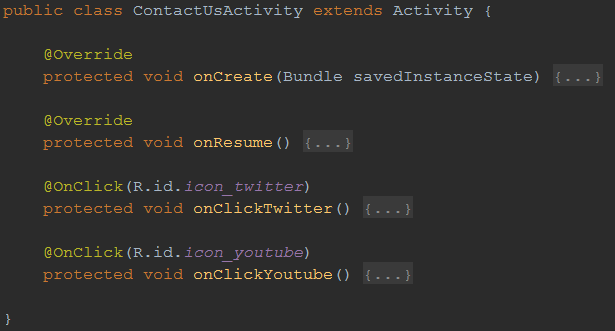 public class ContactUsActivity extends Activity {
@Override
protected void onCreate(Bundle savedInstanceState) {...}
@Override
protected void onResume() {...}
@OnClick(R.id.icon_twitter)
protected void onClickTwitter() {...}
@OnClick(R.id.icon_youtube)
protected void onClickYoutube() {...}
}